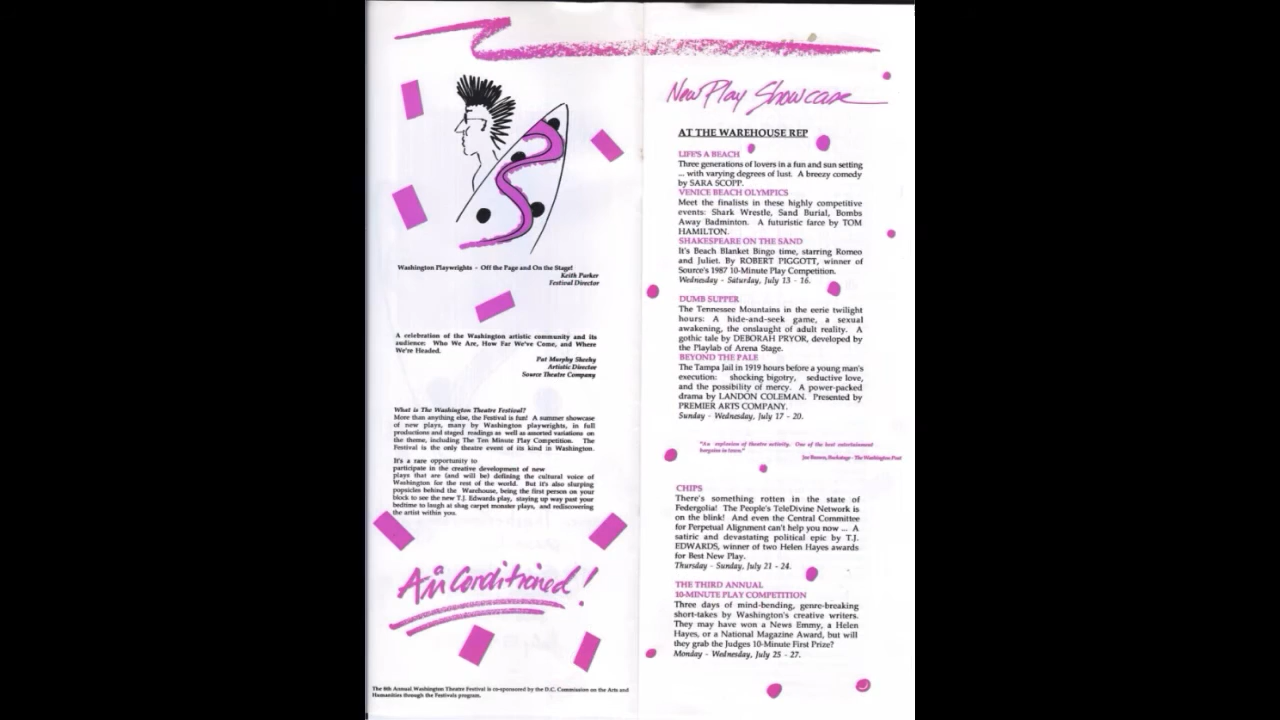 Washington Playwrights - Off the Page and On the Stage!
Keith Parker
Festival Director
A celebration of the Washington artistic community and its
audience: Who We Are, How Far We've Come, and Where
We're Headed.
Pat Murphy Sheehy
Artistic Director
Source Theatre Company
What is The Washington Theatre Festival?
More than anything else, the Festival is fun! A summer showcase
of new plays, many by Washington playwrights, in full
productions and staged readings as well as assorted variations on
the theme, including The Ten Minute Play Competition. The
Festival is the only theatre event of its kind in Washington.
It's a rare opportunity to
participate in the creative development of new
plays that are (and will be) defining the cultural voice of
Washington for the rest of the world. But it's also slurping
popsicles behind the Warehouse, being the first person on your
block to see the new T.J. Edwards play, staying up way past your
bedtime to laugh at shag carpet monster plays, and rediscovering
the artist within you.
Air Conditioned!
The 8th Annual Washington Theatre Festival is co-sponsored by the D.C. Commission on the Arts and
Humanities through the Festivals program.
New Play Showcase
AT THE WAREHOUSE REP
LIFE'S A BEACH
Three generations of lovers in a fun and sun setting
... with varying degrees of lust. A breezy comedy
by SARA SCOPP.
VENICE BEACH OLYMPICS
Meet the finalists in these highly competitive
events: Shark Wrestle, Sand Burial, Bombs
Away Badminton. A futuristic farce by TOM
HAMILTON.
SHAKESPEARE ON THE SAND
It's Beach Blanket Bingo time, starring Romeo
and Juliet. By ROBERT PIGGOTT, winner of
Source's 1987 10-Minute Play Competition.
Wednesday - Saturday, July 13 - 16.
DUMB SUPPER
The Tennessee Mountains in the eerie twilight
hours: A hide-and-seek game, a sexual
awakening, the onslaught of adult reality. A
gothic tale by DEBORAH PRYOR, developed by
the Playlab of Arena Stage.
BEYOND THE PALE
The Tampa Jail in 1919 hours before a young man's
execution: shocking bigotry, seductive love,
and the possibility of mercy. A power-packed
drama by LANDON COLEMAN. Presented by
PREMIER ARTS COMPANY.
Sunday - Wednesday, July 17 - 20.
"An explosion of theatre activity. One of the best entertainment
bargains in town."
Joe Brown, Backstage - The Washington Post
CHIPS
There's something rotten in the state of
Federgolia! The People's TeleDivine Network is
on the blink! And even the Central Committee
for Perpetual Alignment can't help you now ... A
satiric and devastating political epic by T.J.
EDWARDS, winner of two Helen Hayes awards
for Best New Play.
Thursday - Sunday, July 21 - 24.
THE THIRD ANNUAL
10-MINUTE PLAY COMPETITION
Three days of mind-bending, genre-breaking
short-takes by Washington's creative writers.
They may have won a News Emmy, a Helen
Hayes, or a National Magazine Award, but will
they grab the Judges 10-Minute First Prize?
Monday - Wednesday, July 25 - 27.